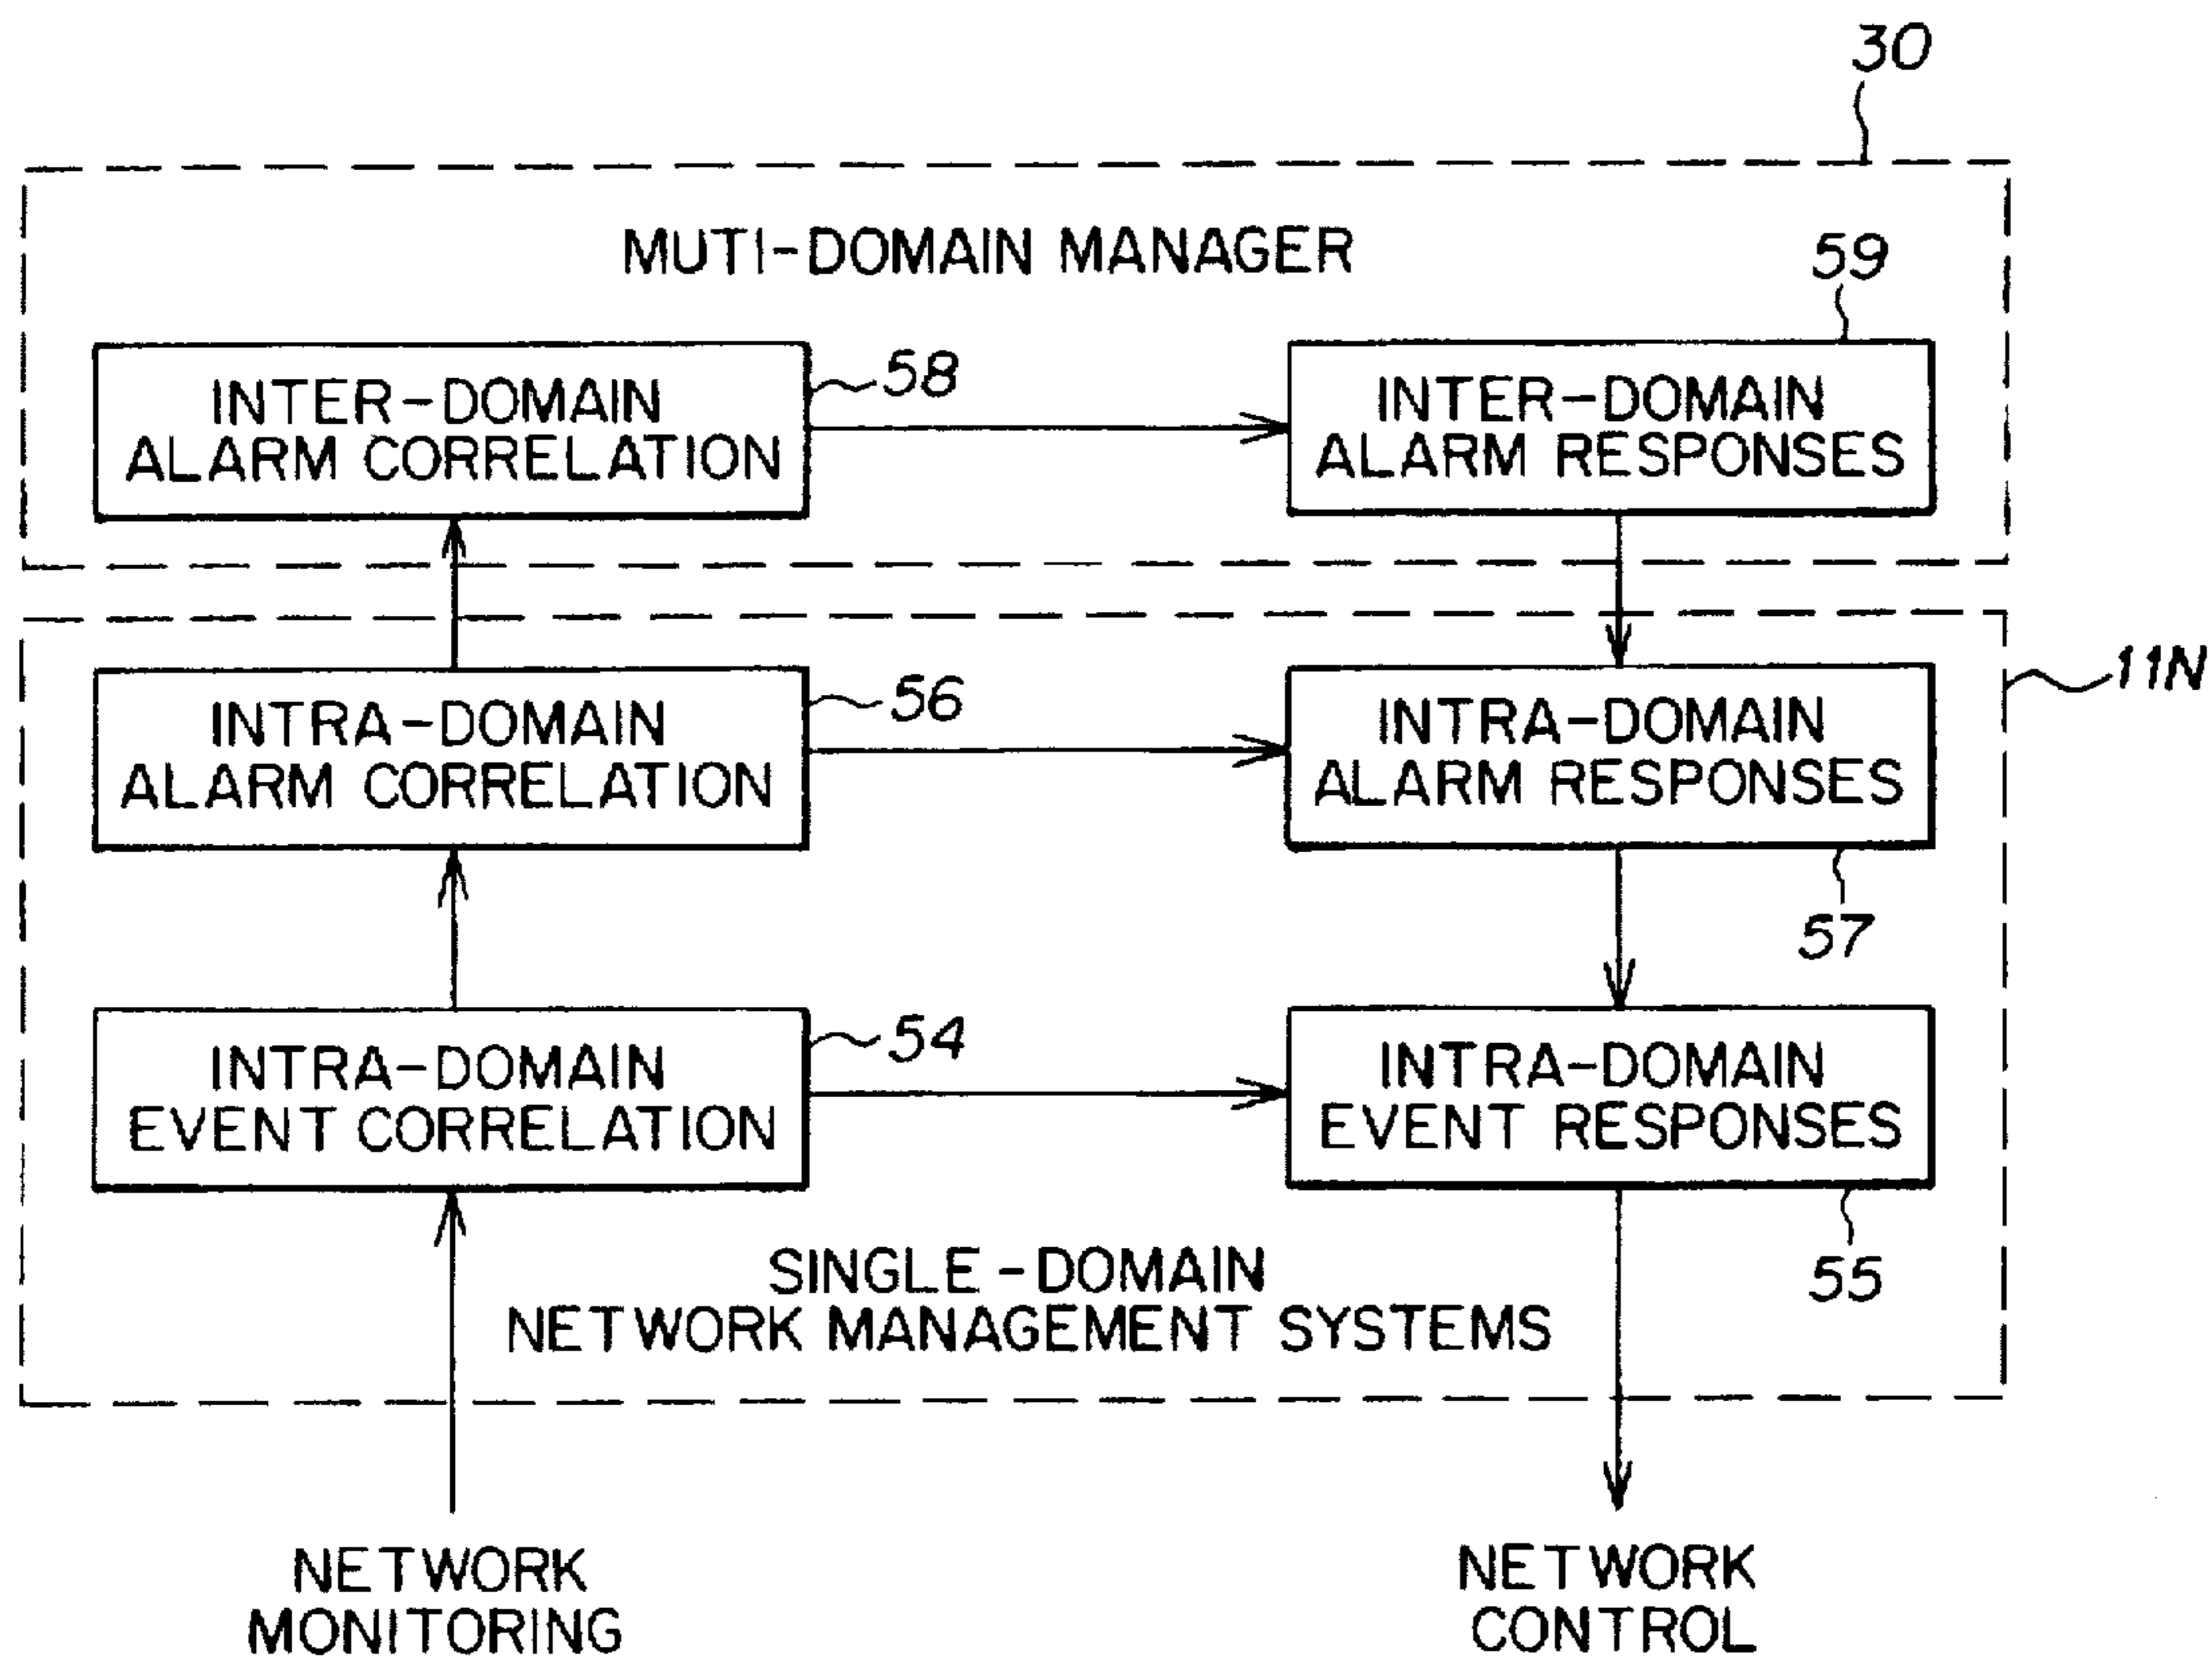 30
MUTI-DOMAIN MANAGER
59
INTER-DOMAIN
ALARM CORRELATION
58
INTER-DOMAIN
ALARM RESPONSES
11N
INTRA-DOMAIN
ALARM CORRELATION
56
INTRA-DOMAIN
ALARM RESPONSES
57
INTRA-DOMAIN
EVENT CORRELATION
54
INTRA-DOMAIN
EVENT RESPONSES
55
SINGLE-DOMAIN
NETWORK MANAGEMENT SYSTEMS
NETWORK
MONITORING
NETWORK
CONTROL